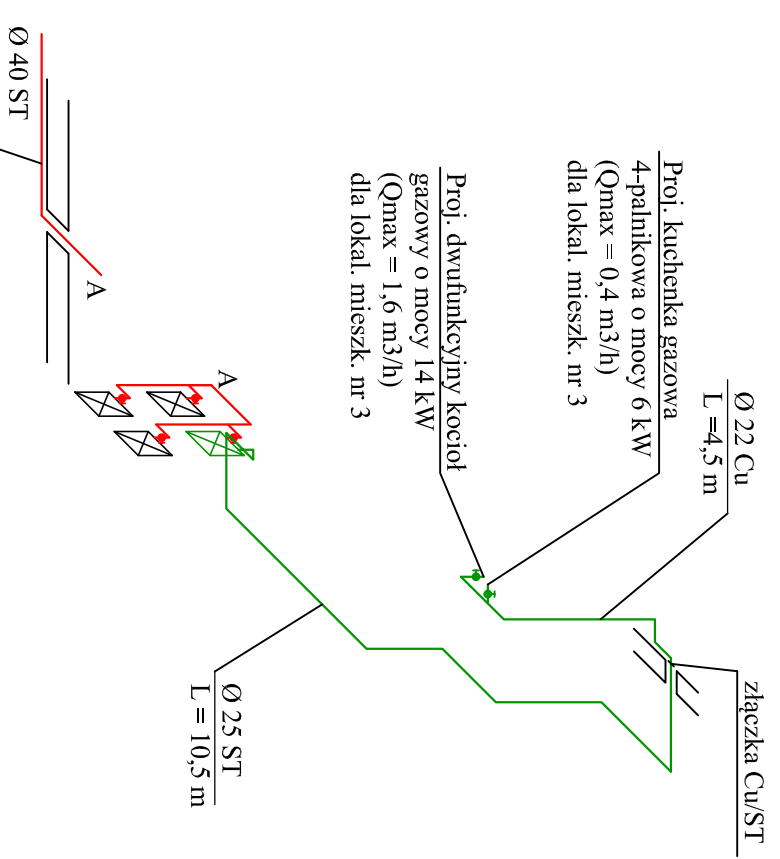 złączka Cu/ST
Ø 22 Cu
L =4,5 m
Proj. kuchenka gazowa
4-palnikowa o mocy 6 kW
(Qmax = 0,4 m3/h)
dla lokal. mieszk. nr 3
Proj. dwufunkcyjny kocioł
gazowy o mocy 14 kW
(Qmax = 1,6 m3/h)
dla lokal. mieszk. nr 3
Ø 25 ST
L = 10,5 m
A
A
Ø 40 ST